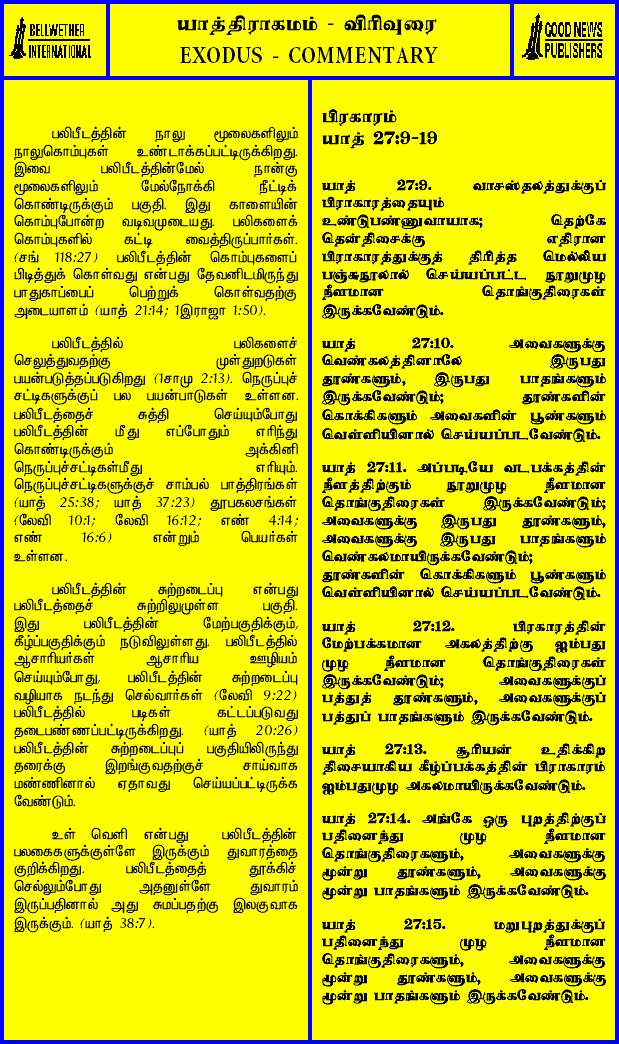 BELLWETHER
INTERNATIONAL
யாத்திராகமம் - விரிவுரை
EXODUS - COMMENTARY
GOOD NEWS
PUBLISHERS
பலிபீடத்தின் நாலு மூலைகளிலும்
நாலுகொம்புகள் உண்டாக்கப்பட்டிருக்கிறது.
இவை பலிபீடத்தின்மேல் நான்கு
மூலைகளிலும் மேல்நோக்கி நீட்டிக்
கொண்டிருக்கும் பகுதி. இது காளையின்
கொம்புபோன்ற வடிவமுடையது. பலிகளைக்
கொம்புகளில் கட்டி வைத்திருப்பார்கள்.
(சங் 118:27) பலிபீடத்தின் கொம்புகளைப்
பிடித்துக் கொள்வது என்பது தேவனிடமிருந்து
பாதுகாப்பைப் பெற்றுக் கொள்வதற்கு
அடையாளம் (யாத் 21:14; 1இராஜா 1:50).
பலிபீடத்தில் பலிகளைச்
செலுத்துவதற்கு முள்துறடுகள்
பயன்படுத்தப்படுகிறது (1சாமு 2:13). நெருப்புச்
சட்டிகளுக்குப் பல பயன்பாடுகள் உள்ளன.
பலிபீடத்தைச் சுத்தி செய்யும்போது
பலிபீடத்தின் மீது எப்போதும் எரிந்து
கொண்டிருக்கும் அக்கினி
நெருப்புச்சட்டிகள்மீது எரியும்.
நெருப்புச்சட்டிகளுக்குச் சாம்பல் பாத்திரங்கள்
(யாத் 25:38; யாத் 37:23) தூபகலசங்கள்
(லேவி 10:1; லேவி 16:12; எண் 4:14;
எண் 16:6) என்றும் பெயர்கள்
உள்ளன.
பலிபீடத்தின் சுற்றடைப்பு என்பது
பலிபீடத்தைச் சுற்றிலுமுள்ள பகுதி.
இது பலிபீடத்தின் மேற்பகுதிக்கும்,
கீழ்ப்பகுதிக்கும் நடுவிலுள்ளது. பலிபீடத்தில்
ஆசாரியர்கள் ஆசாரிய ஊழியம்
செய்யும்போது. பலிபீடத்தின் சுற்றடைப்பு
வழியாக நடந்து செல்வார்கள் (லேவி 9:22)
பலிபீடத்தில் படிகள் கட்டப்படுவது
தடைபண்ணப்பட்டிருக்கிறது. (யாத் 20:26)
பலிபீடத்தின் சுற்றடைப்புப் பகுதியிலிருந்து
தரைக்கு இறங்குவதற்குச் சாய்வாக
மண்ணினால் ஏதாவது செய்யப்பட்டிருக்க
வேண்டும்.
உள் வெளி என்பது பலிபீடத்தின்
பலகைகளுக்குள்ளே இருக்கும் துவாரத்தை
குறிக்கிறது. பலிபீடத்தைத் தூக்கிச்
செல்லும்போது அதனுள்ளே துவாரம்
இருப்பதினால் அது சுமப்பதற்கு இலகுவாக
இருக்கும். (யாத் 38:7).
பிரகாரம்
யாத் 27:9-19
யாத் 27:9. வாசஸ்தலத்துக்குப்
பிராகாரத்தையும்
உண்டுபண்ணுவாயாக; தெற்கே
தென்திசைக்கு எதிரான
பிராகாரத்துக்குத் திரித்த மெல்லிய
பஞ்சுநூலால் செய்யப்பட்ட நூறுமுழ
நீளமான தொங்குதிரைகள்
இருக்கவேண்டும்.
யாத் 27:10. அவைகளுக்கு
வெண்கலத்தினாலே இருபது
தூண்களும், இருபது பாதங்களும்
இருக்கவேண்டும்; தூண்களின்
கொக்கிகளும் அவைகளின் பூண்களும்
வெள்ளியினால் செய்யப்படவேண்டும்.
யாத் 27:11. அப்படியே வடபக்கத்தின்
நீளத்திற்கும் நூறுமுழ நீளமான
தொங்குதிரைகள் இருக்கவேண்டும்;
அவைகளுக்கு இருபது தூண்களும்,
அவைகளுக்கு இருபது பாதங்களும்
வெண்கலமாயிருக்கவேண்டும்;
தூண்களின் கொக்கிகளும் பூண்களும்
வெள்ளியினால் செய்யப்படவேண்டும்.
யாத் 27:12. பிரகாரத்தின்
மேற்பக்கமான அகலத்திற்கு ஐம்பது
முழ நீளமான தொங்குதிரைகள்
இருக்கவேண்டும்; அவைகளுக்குப்
பத்துத் தூண்களும், அவைகளுக்குப்
பத்துப் பாதங்களும் இருக்கவேண்டும்.
யாத் 27:13. சூரியன் உதிக்கிற
திசையாகிய கீழ்ப்பக்கத்தின் பிராகாரம்
ஐம்பதுமுழ அகலமாயிருக்கவேண்டும்.
யாத் 27:14. அங்கே ஒரு புறத்திற்குப்
பதினைந்து முழ நீளமான
தொங்குதிரைகளும், அவைகளுக்கு
மூன்று தூண்களும், அவைகளுக்கு
மூன்று பாதங்களும் இருக்கவேண்டும்.
யாத் 27:15. மறுபுறத்துக்குப்
பதினைந்து முழ நீளமான
தொங்குதிரைகளும், அவைகளுக்கு
மூன்று தூண்களும், அவைகளுக்கு
மூன்று பாதங்களும் இருக்கவேண்டும்.